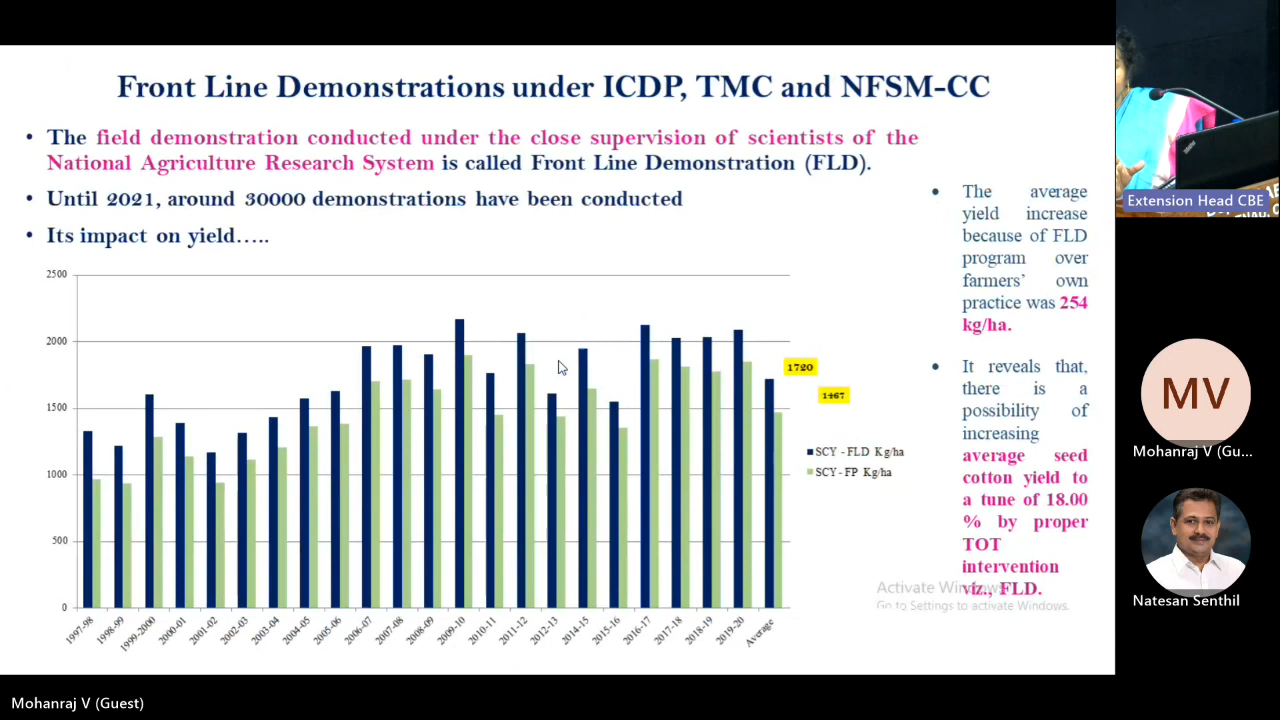 Front Line Demonstrations under ICDP, TMC and NFSM-CC
• The field demonstration conducted under the close supervision of scientists of the
National Agriculture Research System is called Front Line Demonstration (FLD).
• Until 2021, around 30000 demonstrations have been conducted
• Its impact on yield…..
2500
2000
1500
1000
500
0
1997-98
1998-99
1999-2000
2000-01
2001-02
2002-03
2003-04
2004-05
2005-06
2006-07
2007-08
2008-09
2009-10
2010-11
2011-12
2012-13
2014-15
2015-16
2016-17
2017-18
2018-19
2019-20
Average
1720
1467
SCY - FLD Kg/ha
SCY - FP Kg/ha
• The average
yield increase
because of FLD
program over
farmers' own
practice was 254
kg/ha.
• It reveals that,
there is a
possibility of
increasing
average seed
cotton yield to
a tune of 18.00
% by proper
TOT
intervention
viz., FLD.
Activate Windows
Go to Settings to activate Windows.
Extension Head CBE
MV
Mohanraj V (Gu...
Natesan Senthil
Mohanraj V (Guest)